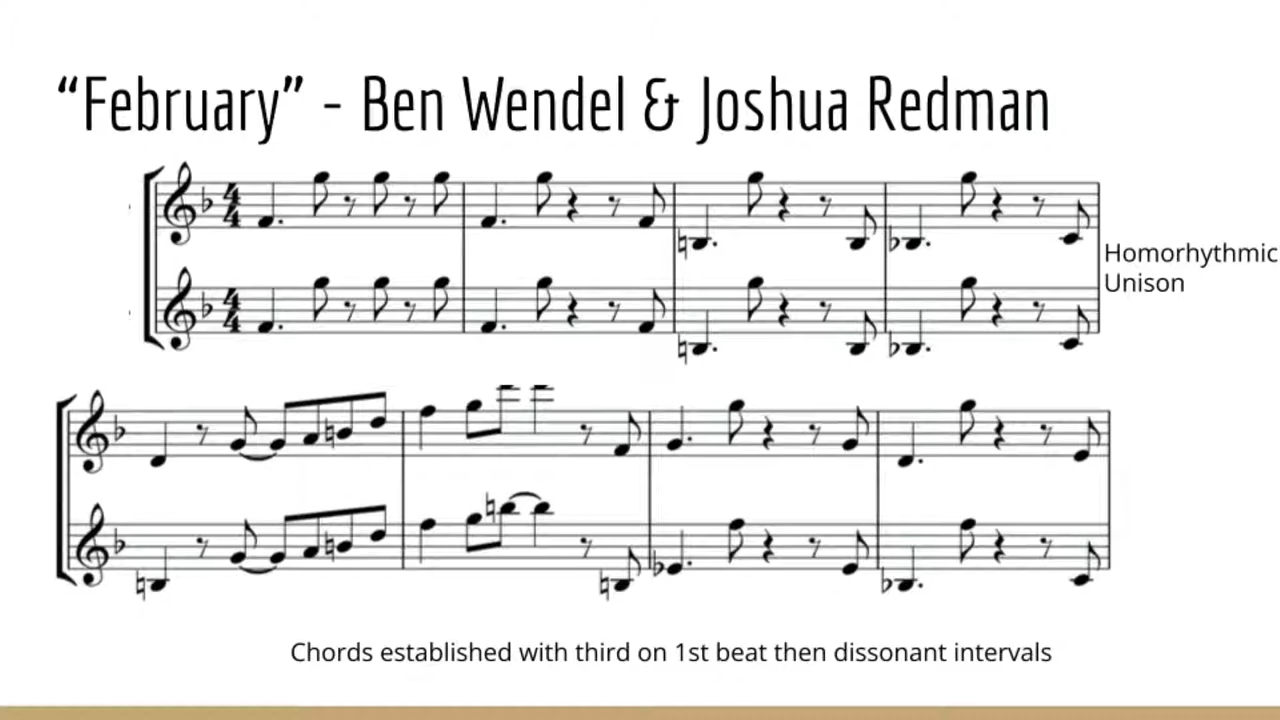 “February” - Ben Wendel & Joshua Redman
Homorhythmic
Unison
Chords established with third on 1st beat then dissonant intervals